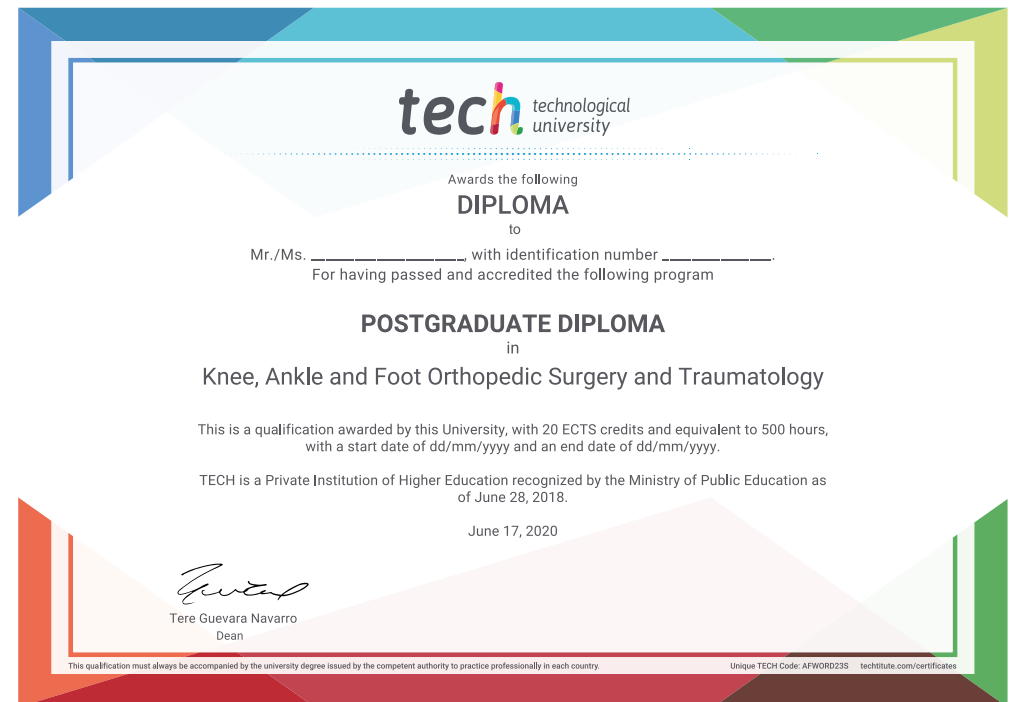 tech technological
university
Awards the following
DIPLOMA
to
Mr./Ms. ____________________, with identification number ______________.
For having passed and accredited the following program
POSTGRADUATE DIPLOMA
in
Knee, Ankle and Foot Orthopedic Surgery and Traumatology
This is a qualification awarded by this University, with 20 ECTS credits and equivalent to 500 hours,
with a start date of dd/mm/yyyy and an end date of dd/mm/yyyy.
TECH is a Private Institution of Higher Education recognized by the Ministry of Public Education as
of June 28, 2018.
June 17, 2020
Tere Guevara Navarro
Dean
This qualification must always be accompanied by the university degree issued by the competent authority to practice professionally in each country.
Unique TECH Code: AFWORD23S techtitute.com/certificates